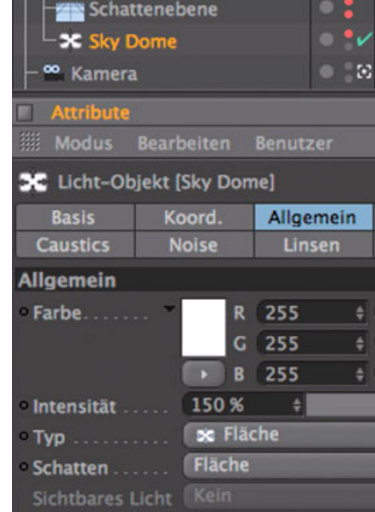 Schattenebene
Sky Dome
Kamera
Attribute
Modus Bearbeiten Benutzer
Licht-Objekt [Sky Dome]
Basis Koord. Allgemein
Caustics Noise Linsen
Allgemein
Farbe........ R 255
G 255
B 255
Intensität ..... 150 %
Typ .......... Fläche
Schatten...... Fläche
Sichtbares Licht Kein